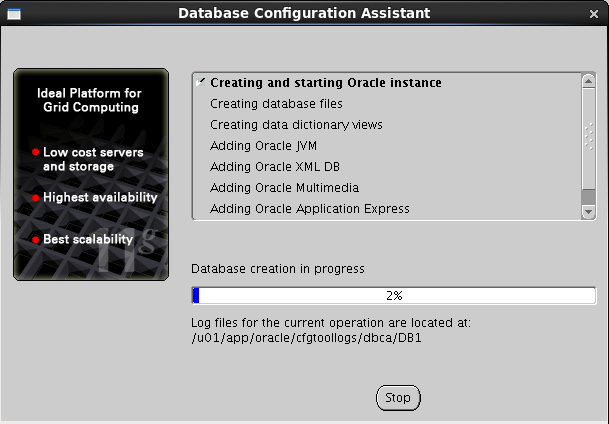 Database Configuration Assistant
Ideal Platform for
Grid Computing
Low cost servers
and storage
Highest availability
Best scalability
11g
Creating and starting Oracle instance
Creating database files
Creating data dictionary views
Adding Oracle JVM
Adding Oracle XML DB
Adding Oracle Multimedia
Adding Oracle Application Express
Database creation in progress
2%
Log files for the current operation are located at:
/u01/app/oracle/cfgtoollogs/dbca/DB1
Stop